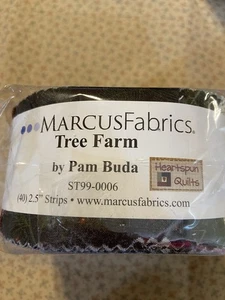 MARCUSFabrics®
Tree Farm
by Pam Buda
Heartspun
Quilts
ST99-0006
(40) 2.5" Strips • www.marcusfabrics.com